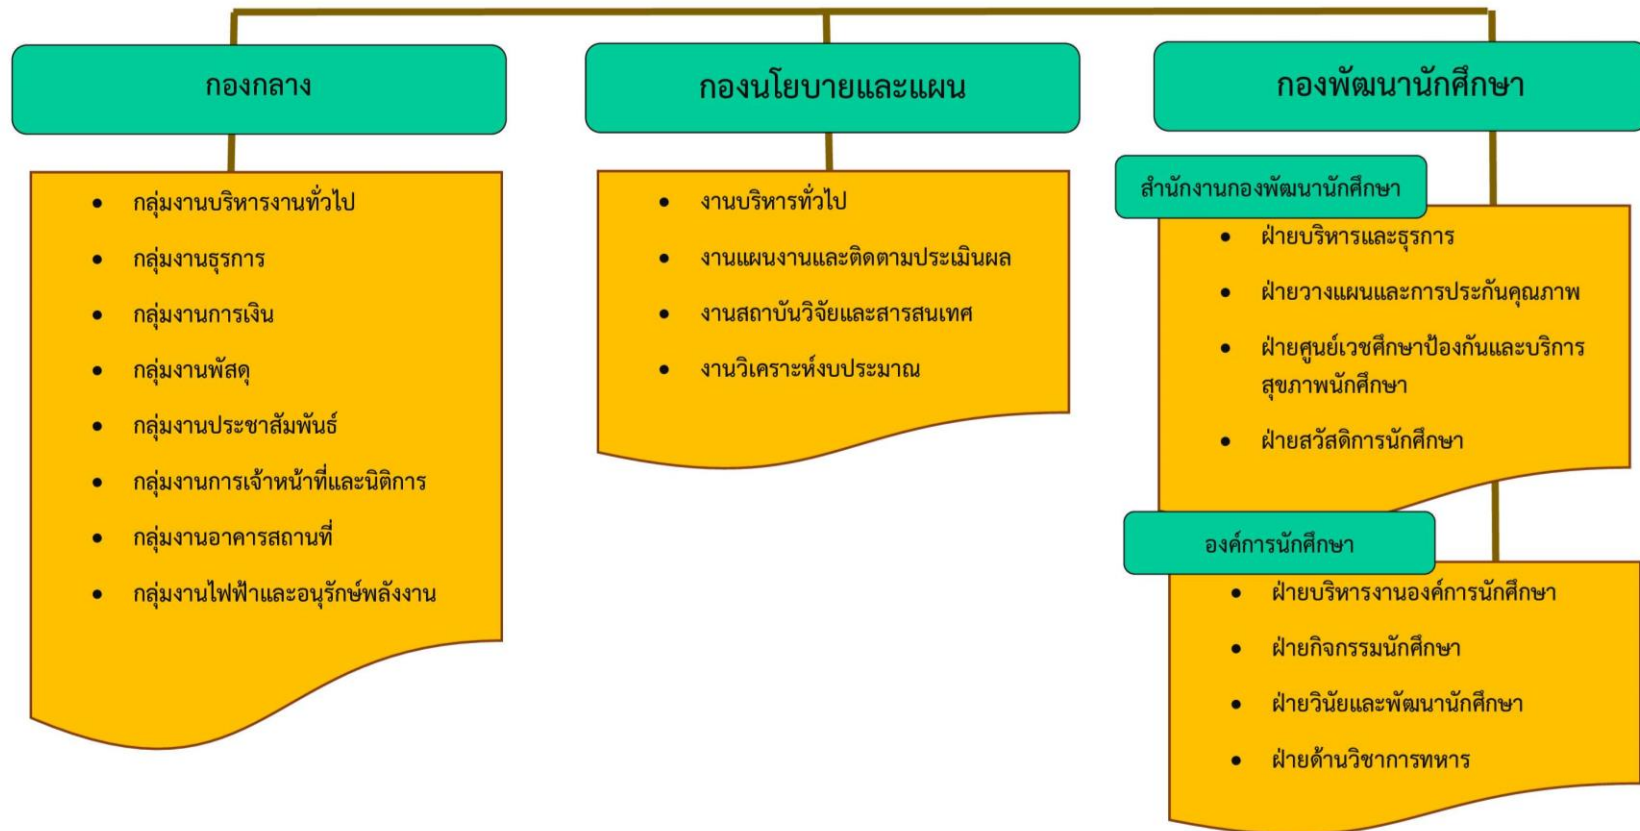 กองกลาง
กลุ่มงานบริหารงานทั่วไป
กลุ่มงานธุรการ
กลุ่มงานการเงิน
กลุ่มงานพัสดุ
กลุ่มงานประชาสัมพันธ์
กลุ่มงานการเจ้าหน้าที่และนิติการ
กลุ่มงานอาคารสถานที่
กลุ่มงานไฟฟ้าและอนุรักษ์พลังงาน
กองนโยบายและแผน
งานบริหารทั่วไป
งานแผนงานและติดตามประเมินผล
งานสถาบันวิจัยและสารสนเทศ
งานวิเคราะห์งบประมาณ
กองพัฒนานักศึกษา
สำนักงานกองพัฒนานักศึกษา
ฝ่ายบริหารและธุรการ
ฝ่ายวางแผนและการประกันคุณภาพ
ฝ่ายศูนย์เวชศึกษาป้องกันและบริการ
สุขภาพนักศึกษา
ฝ่ายสวัสดิการนักศึกษา
องค์การนักศึกษา
ฝ่ายบริหารงานองค์การนักศึกษา
ฝ่ายกิจกรรมนักศึกษา
ฝ่ายวินัยและพัฒนานักศึกษา
ฝ่ายด้านวิชาการทหาร